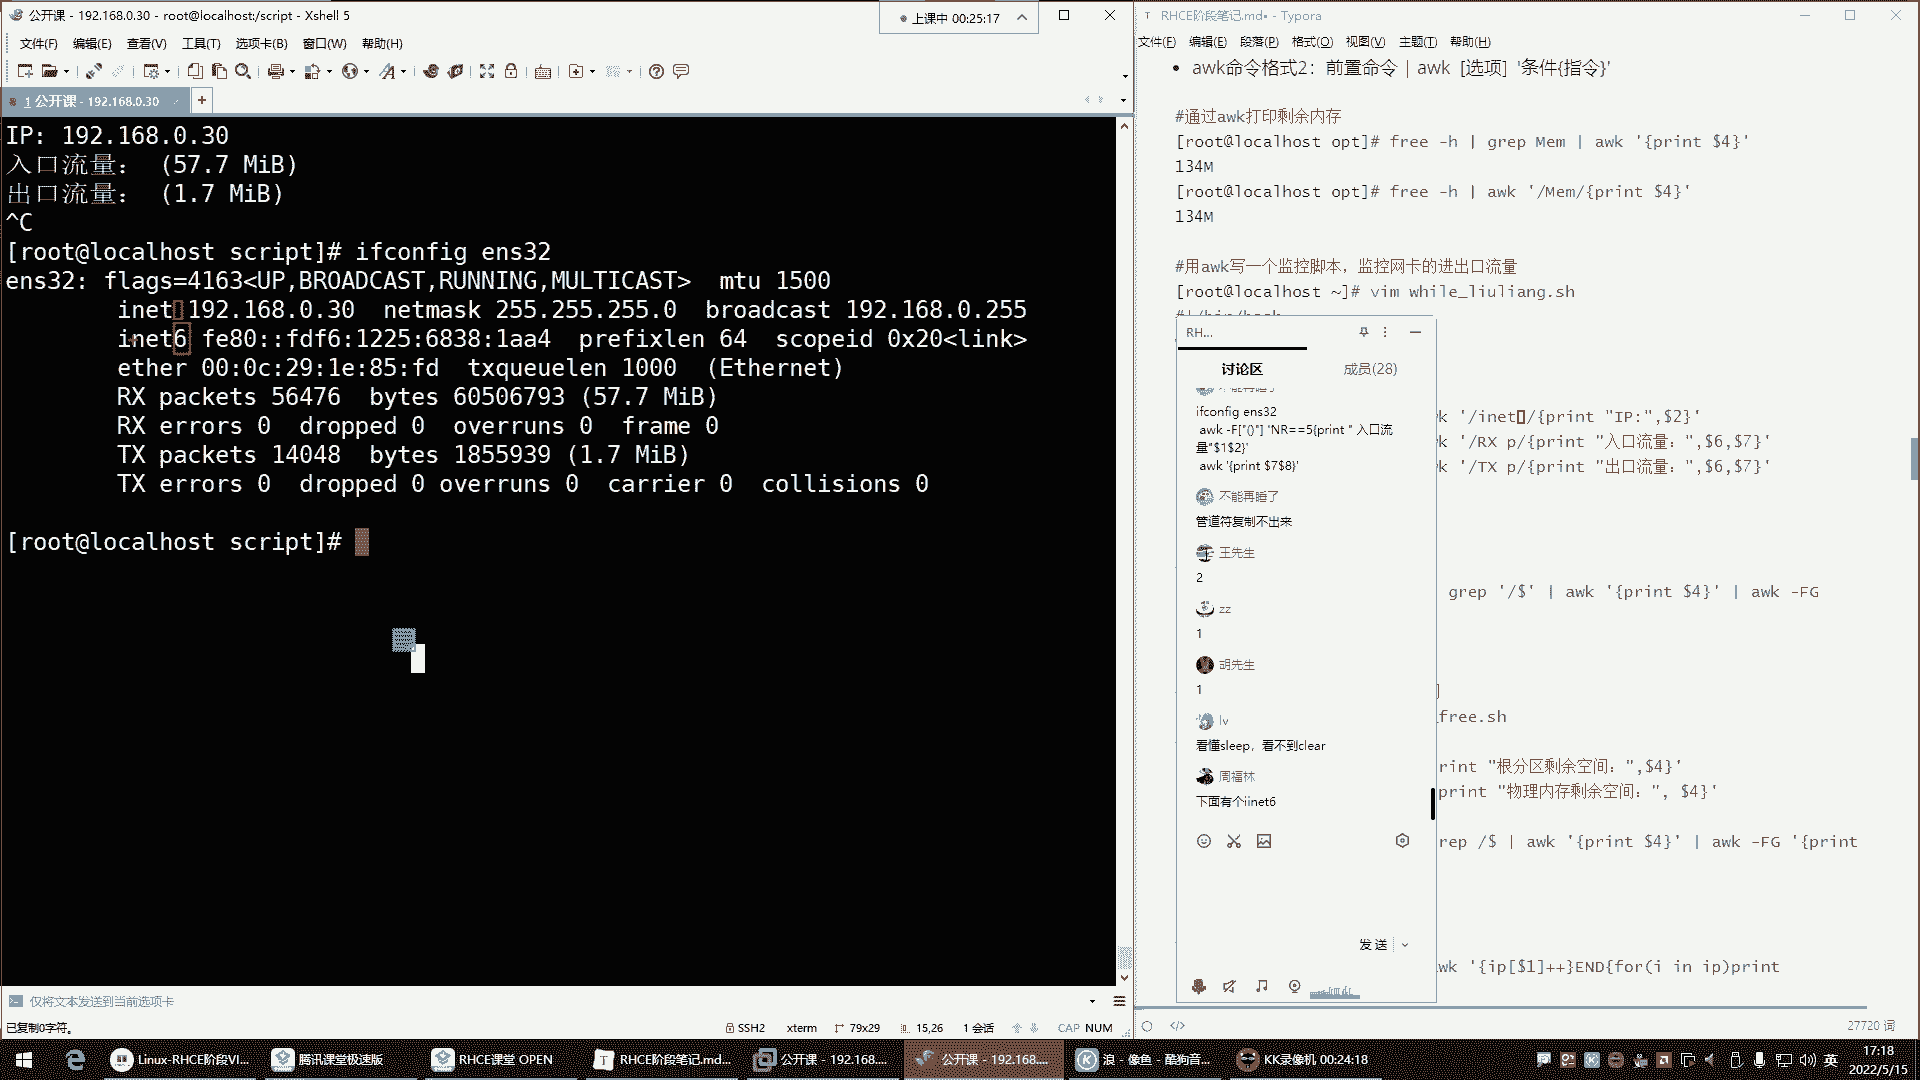 公开课 - 192.168.0.30 - root@localhost:/script - Xshell 5
上课中 00:25:17
文件(F) 编辑(E) 查看(V) 工具(T) 选项卡(B) 窗口(W) 帮助(H)
1 公开课 - 192.168.0.30
IP: 192.168.0.30
入口流量： (57.7 MiB)
出口流量： (1.7 MiB)
^C
[root@localhost script]# ifconfig ens32
ens32: flags=4163<UP,BROADCAST,RUNNING,MULTICAST>  mtu 1500
inet 192.168.0.30  netmask 255.255.255.0  broadcast 192.168.0.255
inet6 fe80::fdf6:1225:6838:1aa4  prefixlen 64  scopeid 0x20<link>
ether 00:0c:29:1e:85:fd  txqueuelen 1000  (Ethernet)
RX packets 56476  bytes 60506793 (57.7 MiB)
RX errors 0  dropped 0  overruns 0  frame 0
TX packets 14048  bytes 1855939 (1.7 MiB)
TX errors 0  dropped 0 overruns 0  carrier 0  collisions 0
[root@localhost script]#
仅将文本发送到当前选项卡
已复制0字符。
SSH2 xterm 79x29 15,26 1 会话 CAP NUM
RHCE阶段笔记.md• - Typora
文件(F) 编辑(E) 段落(P) 格式(O) 视图(V) 主题(T) 帮助(H)
• awk命令格式2：前置命令 | awk [选项] '条件{指令}'
#通过awk打印剩余内存
[root@localhost opt]# free -h | grep Mem | awk '{print $4}'
134M
[root@localhost opt]# free -h | awk '/Mem/{print $4}'
134M
#用awk写一个监控脚本，监控网卡的进出口流量
[root@localhost ~]# vim while_liuliang.sh
wk '/inet /{print "IP:",$2}'
wk '/RX p/{print "入口流量：",$6,$7}'
wk '/TX p/{print "出口流量：",$6,$7}'
grep '/$' | awk '{print $4}' | awk -FG
_free.sh
rint "根分区剩余空间：",$4}'
print "物理内存剩余空间：", $4}'
rep /$ | awk '{print $4}' | awk -FG '{print
wk '{ip[$1]++}END{for(i in ip)print
27720 词
RH...
讨论区 成员(28)
ifconfig ens32
awk -F["()"] 'NR==5{print " 入口流
量"$1$2}'
awk '{print $7$8}'
不能再睡了
管道符复制不出来
王先生
2
zz
1
胡先生
1
lv
看懂sleep，看不到clear
周福林
下面有个iinet6
发送
Linux-RHCE阶段VI... 腾讯课堂极速版 RHCE课堂 OPEN RHCE阶段笔记.md... 公开课 - 192.168.... 公开课 - 192.168.... 浪 - 像鱼 - 酷狗音... KK录像机 00:24:18
英
17:18
2022/5/15